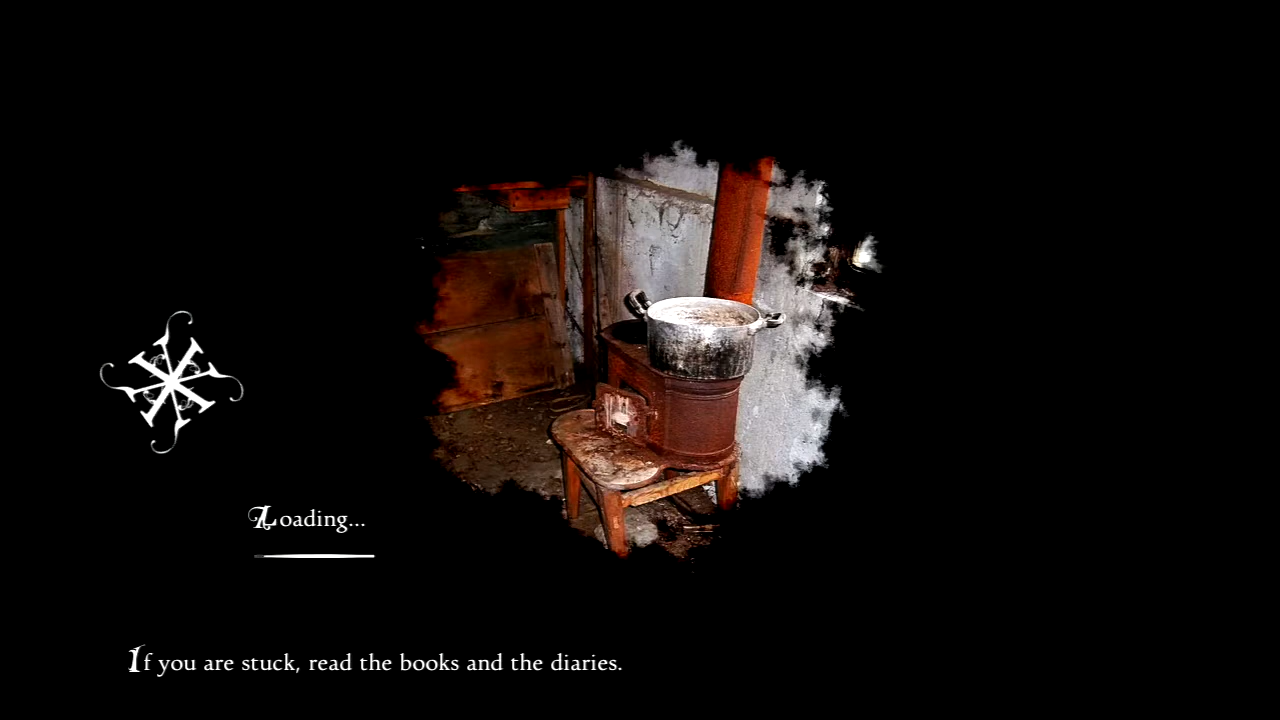 Loading...
If you are stuck, read the books and the diaries.